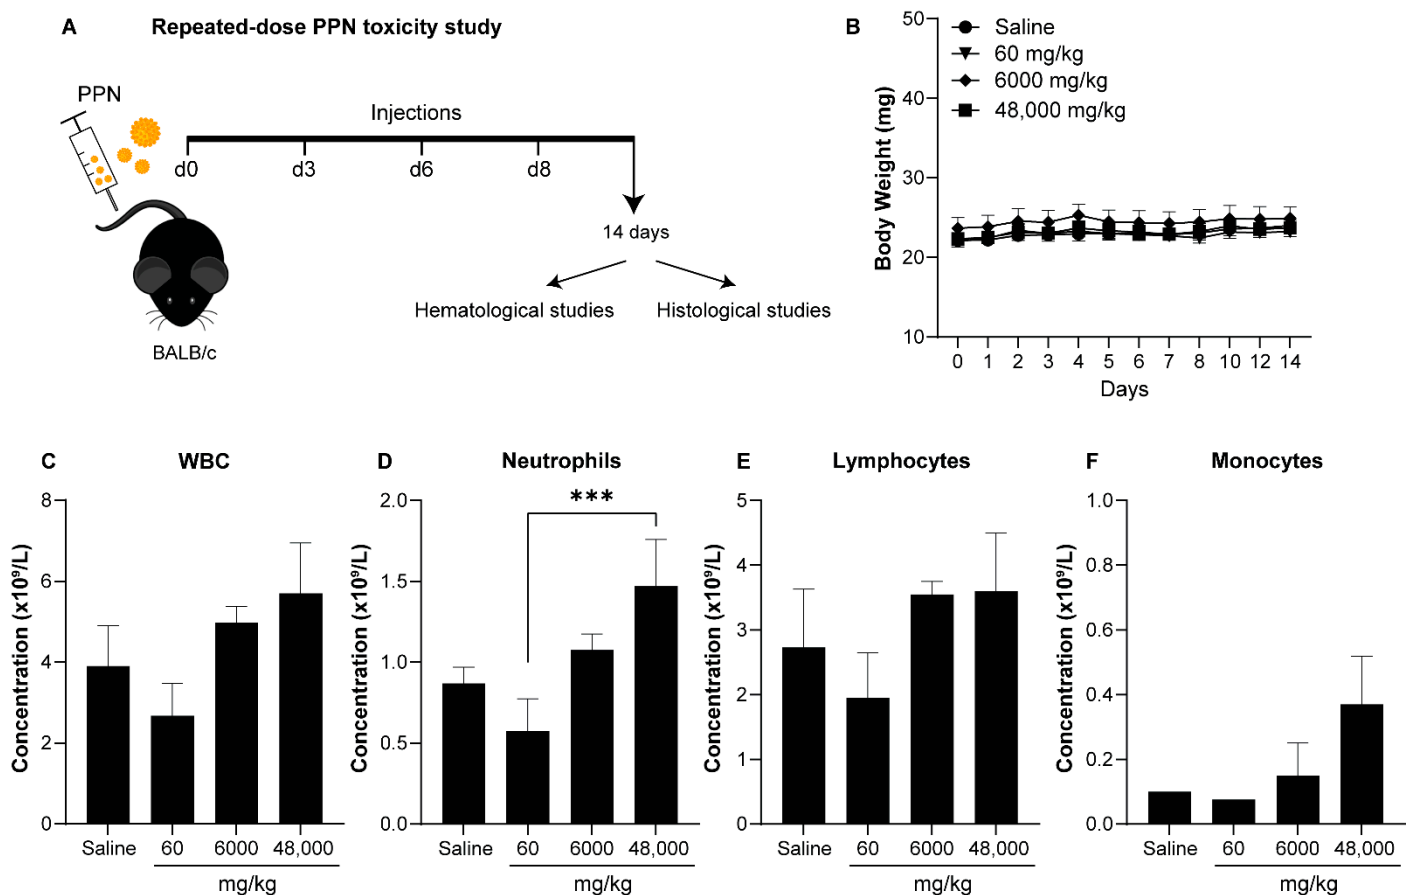 A Repeated-dose PPN toxicity study
PPN
Injections
d0 d3 d6 d8
14 days
Hematological studies Histological studies
BALB/c
B
Saline
60 mg/kg
6000 mg/kg
48,000 mg/kg
Body Weight (mg)
50
40
30
20
10
0 1 2 3 4 5 6 7 8 10 12 14
Days
C WBC
Concentration (x10⁹/L)
8
6
4
2
0
Saline 60 6000 48,000
mg/kg
D Neutrophils
***
Concentration (x10⁹/L)
2.0
1.5
1.0
0.5
0.0
Saline 60 6000 48,000
mg/kg
E Lymphocytes
Concentration (x10⁹/L)
5
4
3
2
1
0
Saline 60 6000 48,000
mg/kg
F Monocytes
Concentration (x10⁹/L)
1.0
0.8
0.6
0.4
0.2
0.0
Saline 60 6000 48,000
mg/kg